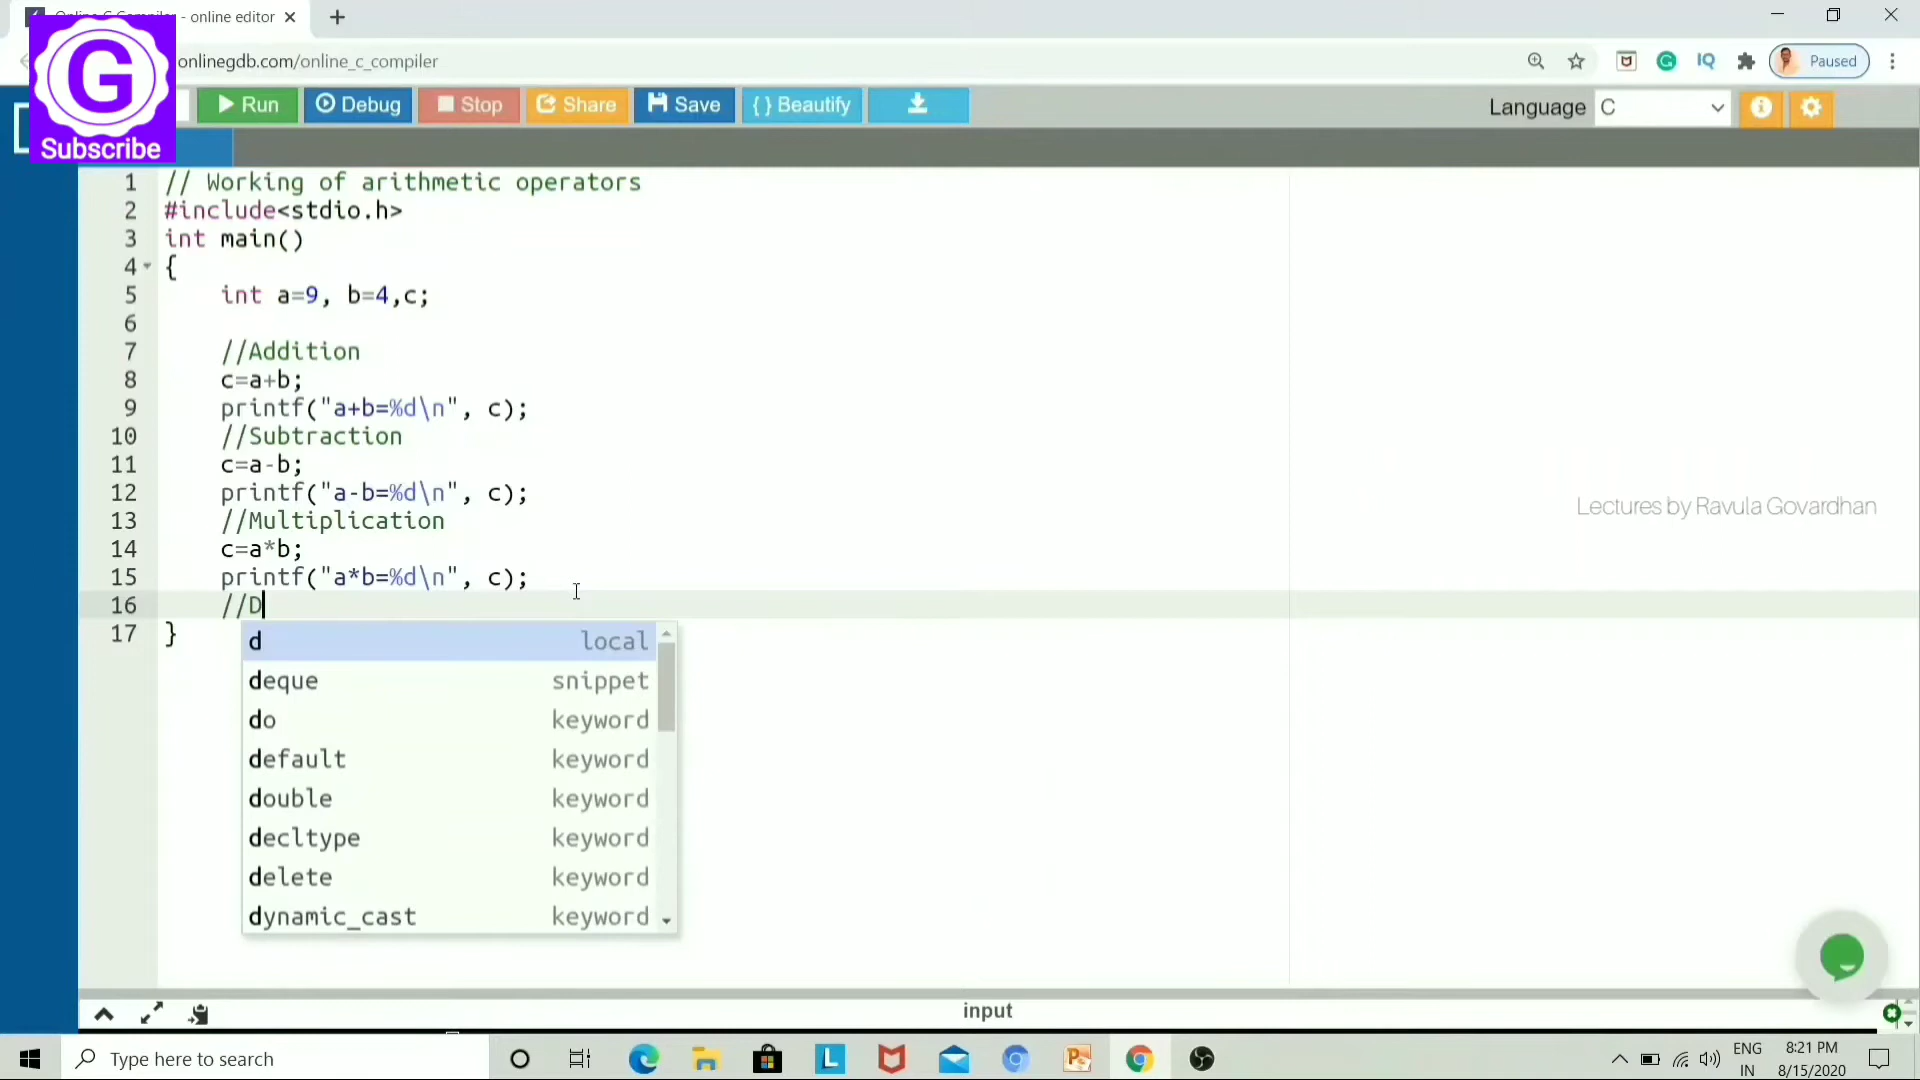 Online C Compiler - online editor
G
Subscribe
onlinegdb.com/online_c_compiler
IQ
Paused
Run
Debug
Stop
Share
Save
{ } Beautify
Language
C
1 // Working of arithmetic operators
2 #include<stdio.h>
3 int main()
4 {
5 int a=9, b=4,c;
6
7 //Addition
8 c=a+b;
9 printf("a+b=%d\n", c);
10 //Subtraction
11 c=a-b;
12 printf("a-b=%d\n", c);
13 //Multiplication
14 c=a*b;
15 printf("a*b=%d\n", c);
16 //D
17 }
d local
deque snippet
do keyword
default keyword
double keyword
decltype keyword
delete keyword
dynamic_cast keyword
Lectures by Ravula Govardhan
input
Type here to search
L
ENG
IN
8:21 PM
8/15/2020